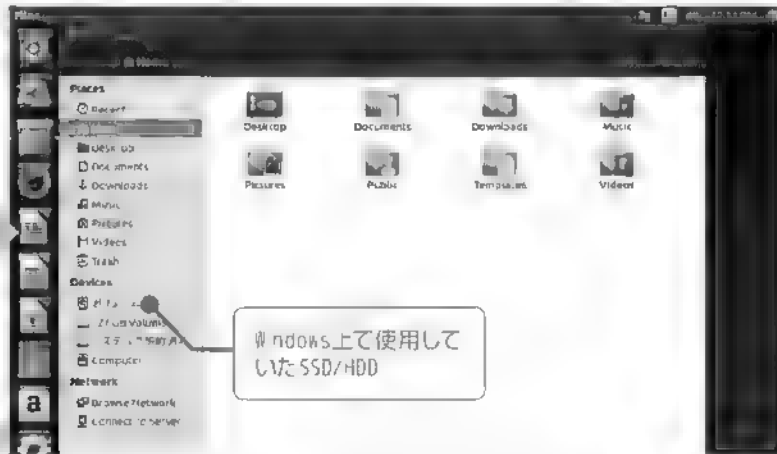 Places
Recent
Desktop
Documents
Downloads
Music
Pictures
Videos
Trash
Devices
Volume
Computer
Network
Browse Network
Connect to Server
Desktop
Documents
Downloads
Music
Pictures
Public
Templates
Videos
a
Windows上で使用して
いたSSD/HDD